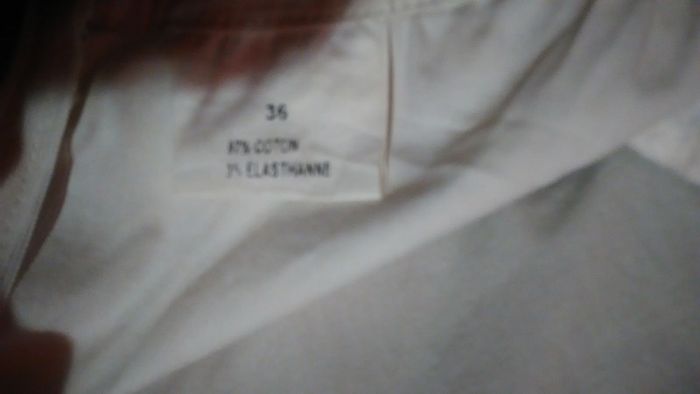 36
97% COTON
3% ELASTHANNE